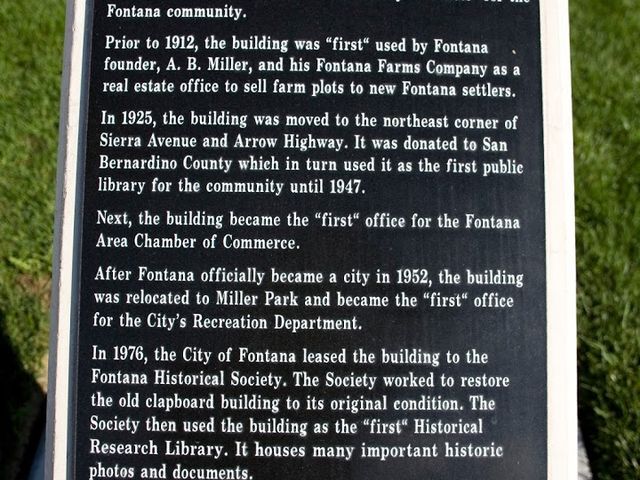 the
Fontana community.
Prior to 1912, the building was "first" used by Fontana
founder, A. B. Miller, and his Fontana Farms Company as a
real estate office to sell farm plots to new Fontana settlers.
In 1925, the building was moved to the northeast corner of
Sierra Avenue and Arrow Highway. It was donated to San
Bernardino County which in turn used it as the first public
library for the community until 1947.
Next, the building became the "first" office for the Fontana
Area Chamber of Commerce.
After Fontana officially became a city in 1952, the building
was relocated to Miller Park and became the "first" office
for the City's Recreation Department.
In 1976, the City of Fontana leased the building to the
Fontana Historical Society. The Society worked to restore
the old clapboard building to its original condition. The
Society then used the building as the "first" Historical
Research Library. It houses many important historic
photos and documents.